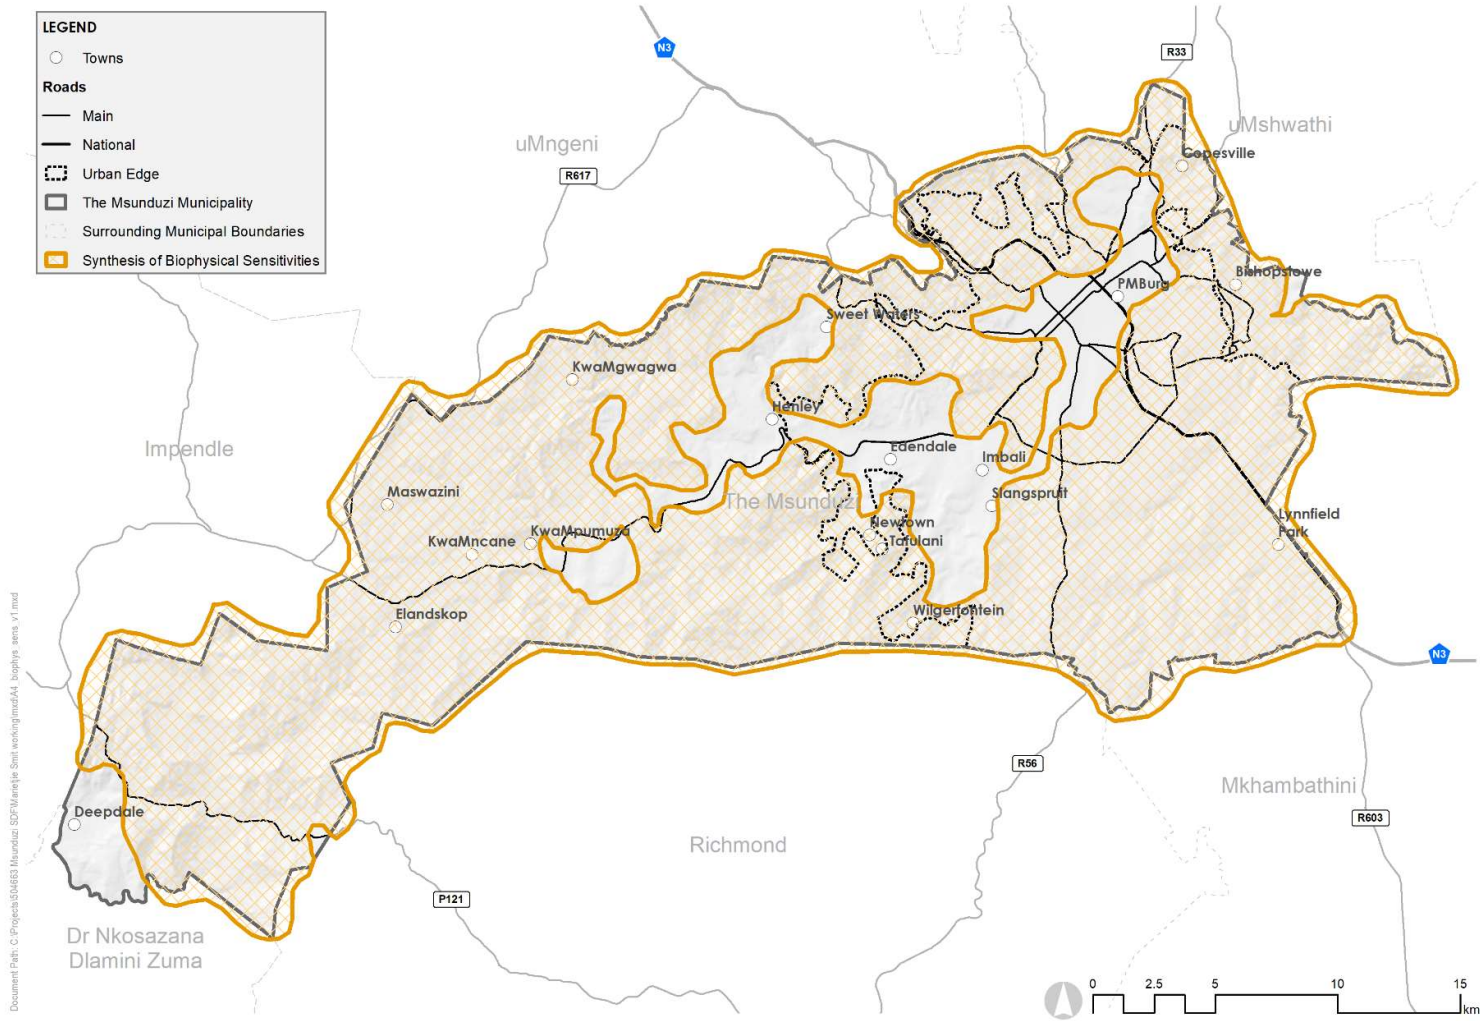 LEGEND
Towns
Roads
Main
National
Urban Edge
The Msunduzi Municipality
Surrounding Municipal Boundaries
Synthesis of Biophysical Sensitivities
N3
R33
uMshwathi
uMngeni
Copesville
R617
Bishopstowe
PMBurg
Sweet Waters
KwaMgwagwa
Henley
Impendle
Edendale
Imbali
Maswazini
The Msunduzi
Slangspruit
Lynnfield
Park
Newtown
KwaMpumuza
KwaMncane
Tafulani
Elandskop
Wilgerfontein
N3
R56
Mkhambathini
Deepdale
R603
Richmond
P121
Dr Nkosazana
Dlamini Zuma
0 2.5 5 10 15
km